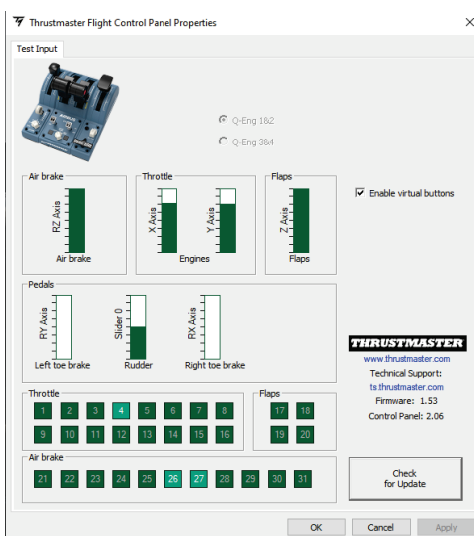 Thrustmaster Flight Control Panel Properties
Test Input
Q-Eng 1&2
Q-Eng 3&4
Air brake
RZ Axis
Air brake
Throttle
X Axis
Y Axis
Engines
Flaps
Z Axis
Flaps
Enable virtual buttons
Pedals
RY Axis
Left toe brake
Slider 0
Rudder
RX Axis
Right toe brake
THRUSTMASTER
www.thrustmaster.com
Technical Support:
ts.thrustmaster.com
Firmware: 1.53
Control Panel: 2.06
Throttle
1 2 3 4 5 6 7 8
9 10 11 12 13 14 15 16
Flaps
17 18
19 20
Air brake
21 22 23 24 25 26 27 28 29 30 31
Check
for Update
OK Cancel Apply